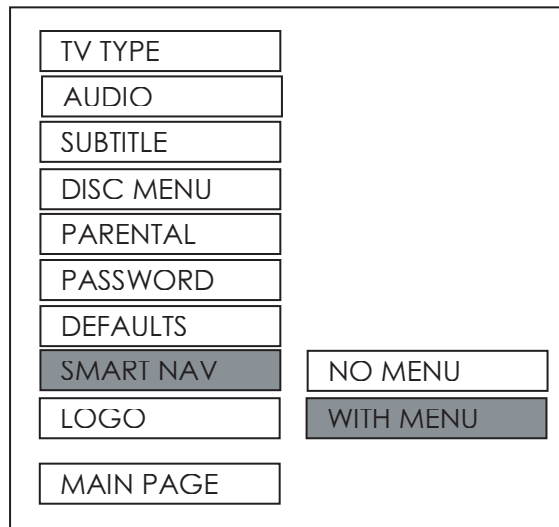 TV TYPE
AUDIO
SUBTITLE
DISC MENU
PARENTAL
PASSWORD
DEFAULTS
SMART NAV
NO MENU
LOGO
WITH MENU
MAIN PAGE